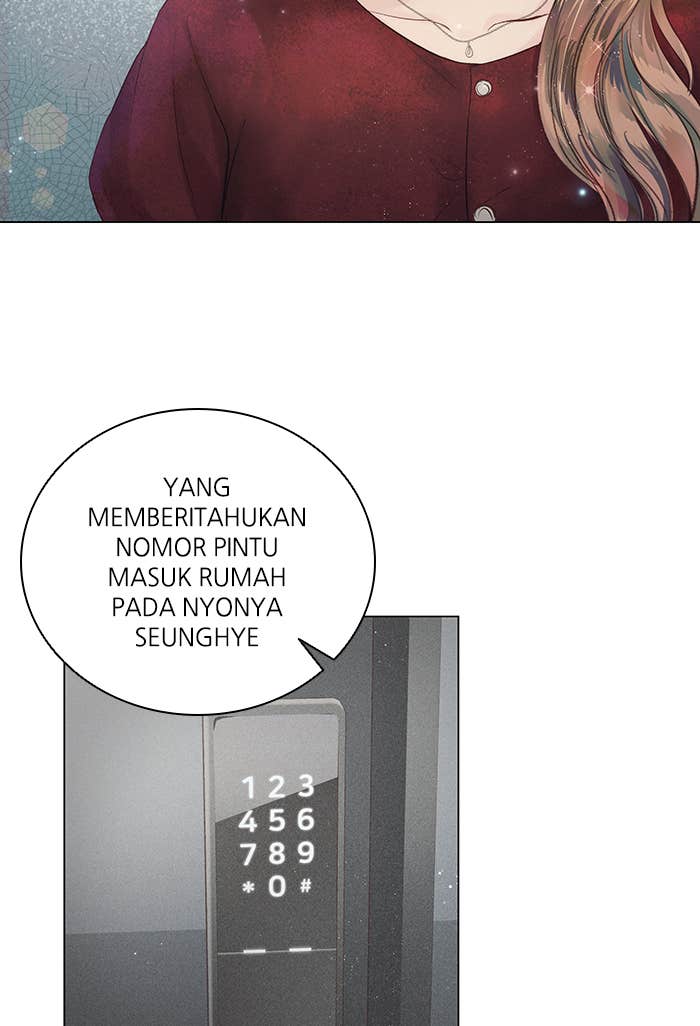 YANG
MEMBERITAHUKAN
NOMOR PINTU
MASUK RUMAH
PADA NYONYA
SEUNGHYE
1 2 3
4 5 6
7 8 9
* 0 #